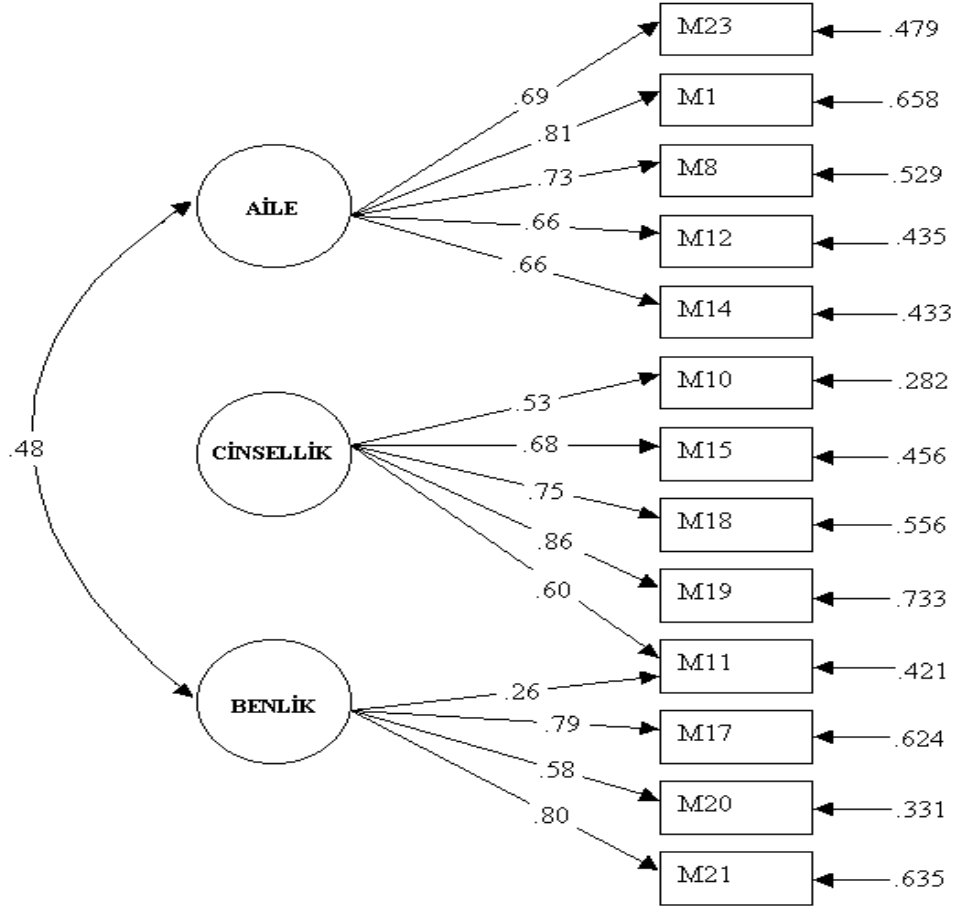 M23
.479
.69
M1
.658
.81
M8
.529
.73
AİLE
M12
.435
.66
M14
.433
.66
M10
.282
.53
M15
.456
.68
CİNSELLİK
.48
M18
.556
.75
M19
.733
.86
.60
M11
.421
.26
BENLİK
M17
.624
.79
M20
.331
.58
M21
.635
.80